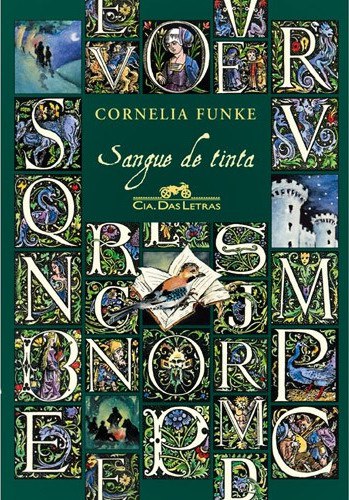 E V O E R
S V
CORNELIA FUNKE
Sangue de tinta
CIA. DAS LETRAS
Q
R L S
N C J M
B N O R P
E E P M C
E V D